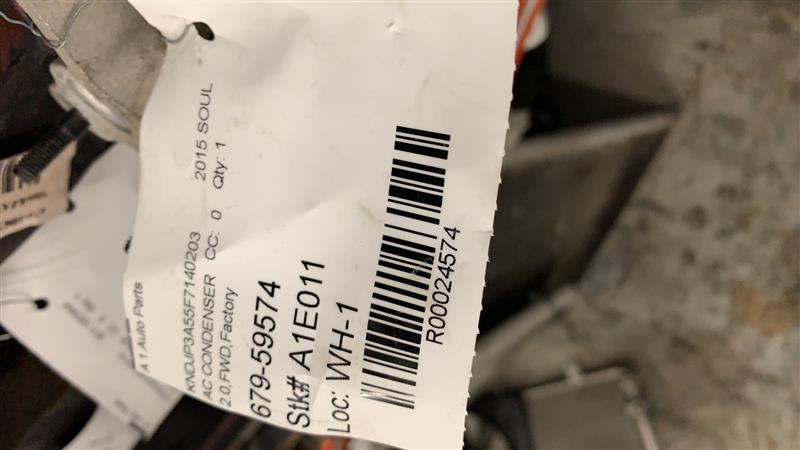 A 1 Auto Parts
KNDJP3A55F7140203 2015 SOUL
AC CONDENSER CC: 0 Qty: 1
2.0,FWD,Factory
679-59574
Stk# A1E011
Loc: WH-1
R00024574